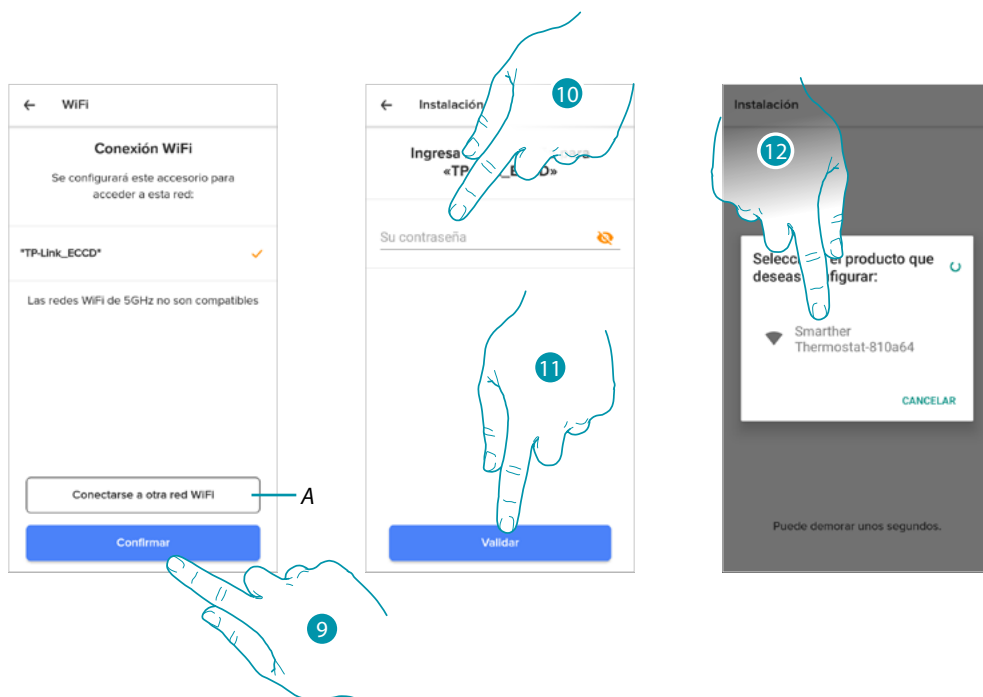 WiFi
Conexión WiFi
Se configurará este accesorio para
acceder a esta red:
"TP-Link_ECCD"
Las redes WiFi de 5GHz no son compatibles
Conectarse a otra red WiFi
A
Confirmar
9
Instalación
10
Ingresa para
«TP D»
Su contraseña
11
Validar
Instalación
12
el producto que
deseas
Smarther
Thermostat-810a64
CANCELAR
Puede demorar unos segundos.